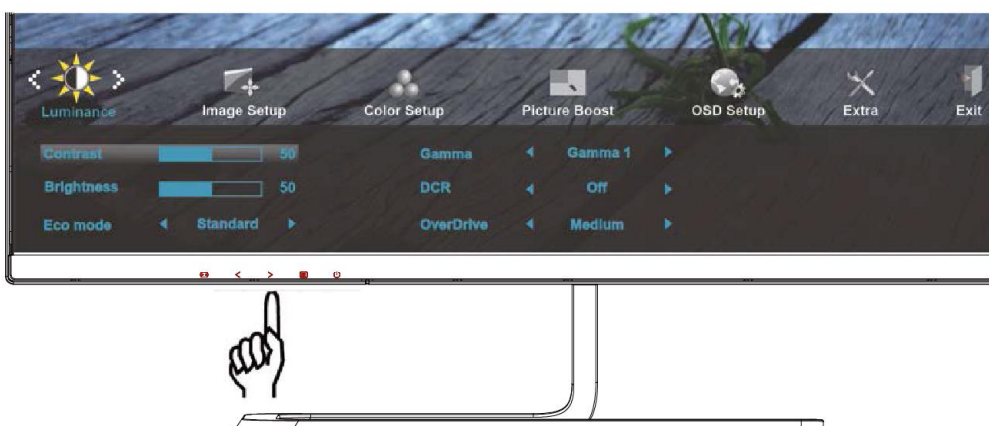 Luminance Image Setup Color Setup Picture Boost OSD Setup Extra Exit
Contrast 50 Gamma Gamma 1
Brightness 50 DCR Off
Eco mode Standard OverDrive Medium